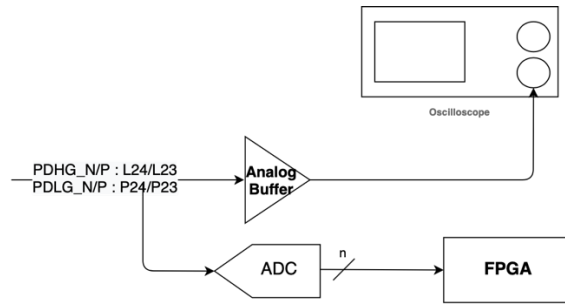 Oscilloscope
PDHG_N/P : L24/L23
PDLG_N/P : P24/P23
Analog
Buffer
n
ADC
FPGA